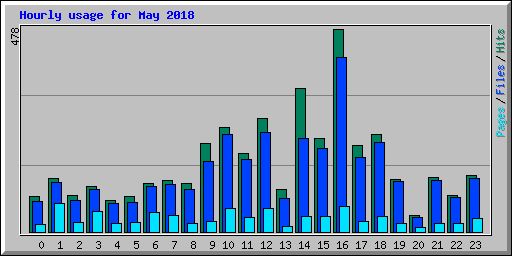 Hourly usage for May 2018
478
Pages / Files / Hits
0 1 2 3 4 5 6 7 8 9 10 11 12 13 14 15 16 17 18 19 20 21 22 23